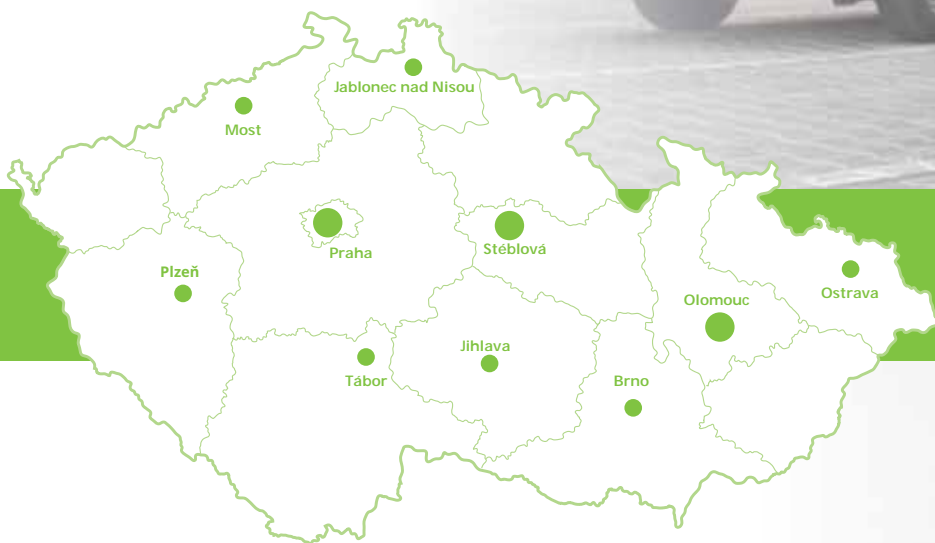 Jablonec nad Nisou
Most
Praha
Stéblová
Plzeň
Olomouc
Ostrava
Jihlava
Tábor
Brno